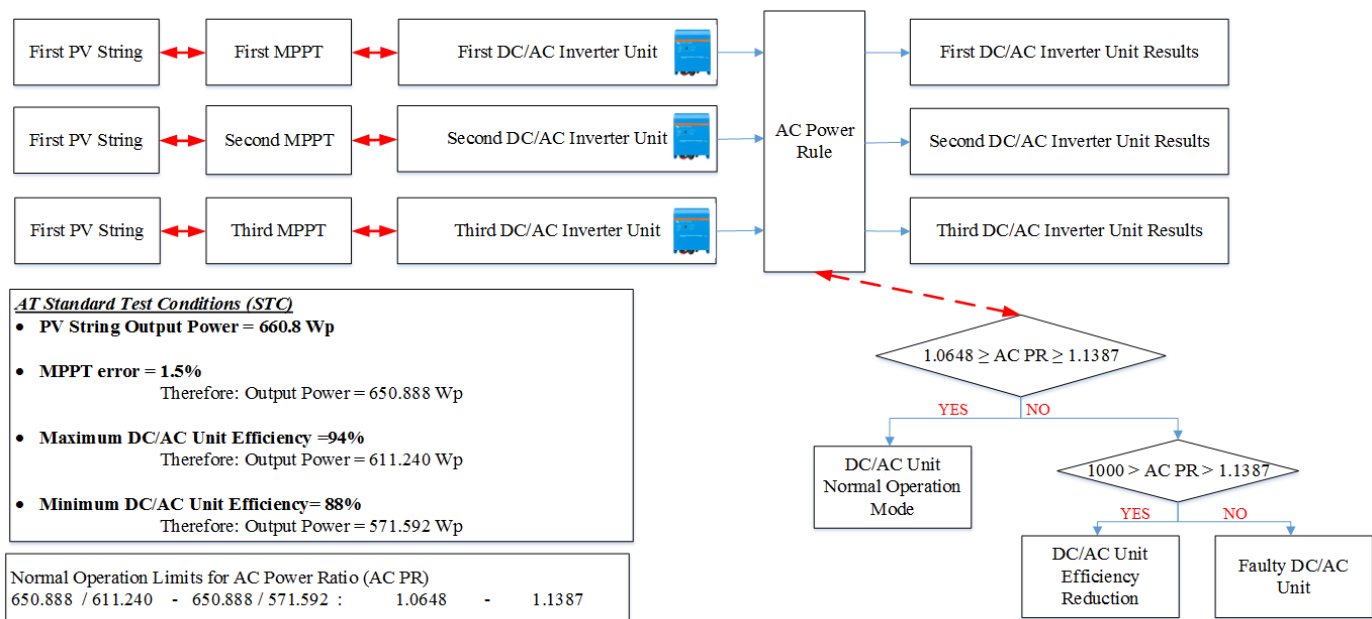 First PV String
First MPPT
First DC/AC Inverter Unit
First DC/AC Inverter Unit Results
First PV String
Second MPPT
Second DC/AC Inverter Unit
AC Power
Rule
Second DC/AC Inverter Unit Results
First PV String
Third MPPT
Third DC/AC Inverter Unit
Third DC/AC Inverter Unit Results
AT Standard Test Conditions (STC)
• PV String Output Power = 660.8 Wp
• MPPT error = 1.5%
Therefore: Output Power = 650.888 Wp
• Maximum DC/AC Unit Efficiency =94%
Therefore: Output Power = 611.240 Wp
• Minimum DC/AC Unit Efficiency= 88%
Therefore: Output Power = 571.592 Wp
Normal Operation Limits for AC Power Ratio (AC PR)
650.888 / 611.240 - 650.888 / 571.592 : 1.0648 - 1.1387
1.0648 ≥ AC PR ≥ 1.1387
YES
NO
DC/AC Unit
Normal Operation
Mode
1000 > AC PR > 1.1387
YES
NO
DC/AC Unit
Efficiency
Reduction
Faulty DC/AC
Unit